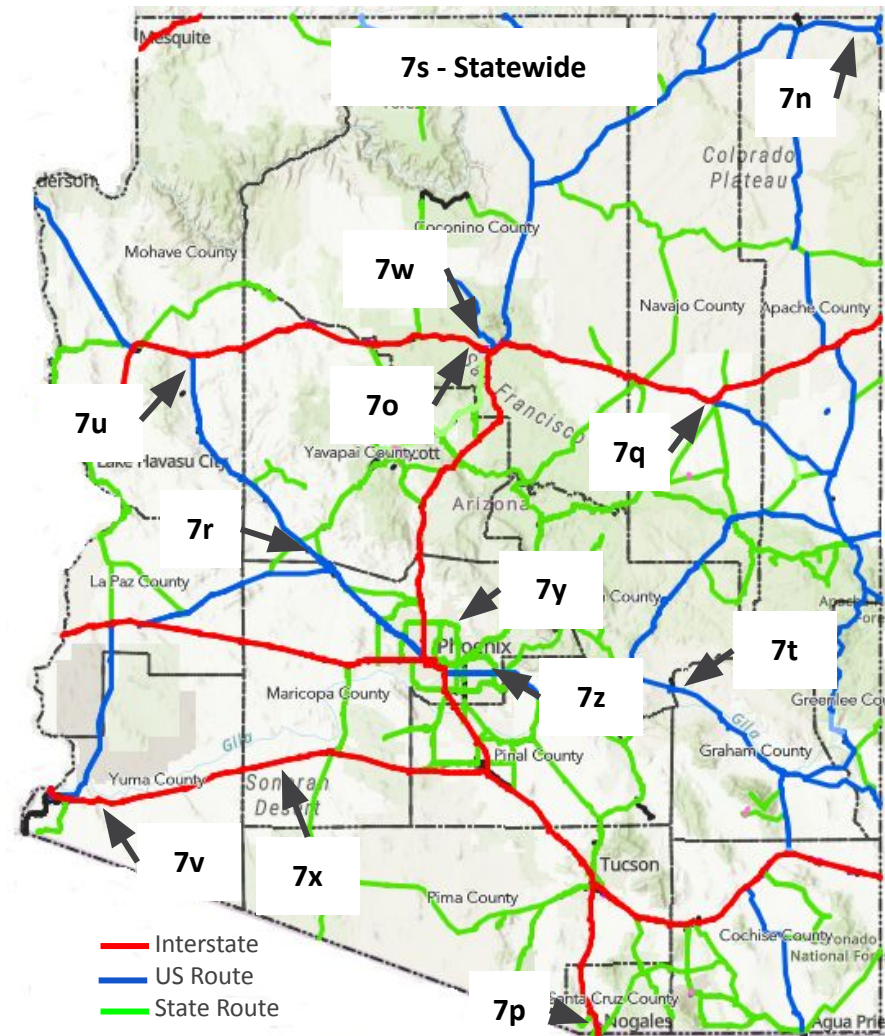 Mesquite
7s - Statewide
7n
Colorado
Plateau
derson
Coconino County
Mohave County
7w
Navajo County
Apache County
San Francisco
7o
7u
7q
Lake Havasu City
Yavapai County
cott
Arizona
7r
La Paz County
7y
County
Phoenix
7t
Maricopa County
7z
Greenlee Cou
Gila
Gila
Graham County
Pinal County
Yuma County
Sonoran
Desert
7v
7x
Tucson
Pima County
Interstate
US Route
State Route
Cochise County
National Fore
7p
Santa Cruz County
Nogales
Agua Prie